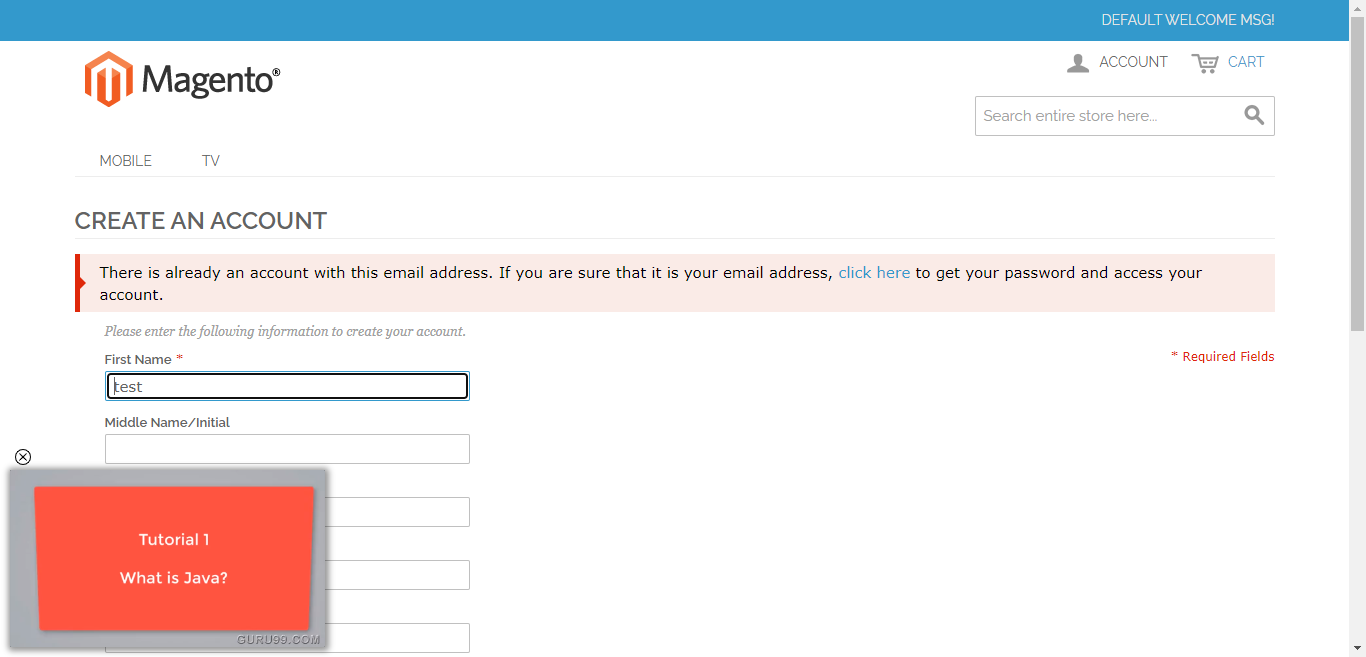 DEFAULT WELCOME MSG!
Magento®
ACCOUNT
CART
Search entire store here...
MOBILE
TV
CREATE AN ACCOUNT
There is already an account with this email address. If you are sure that it is your email address, click here to get your password and access your
account.
Please enter the following information to create your account.
First Name *
* Required Fields
test
Middle Name/Initial
Tutorial 1
What is Java?
GURU99.COM